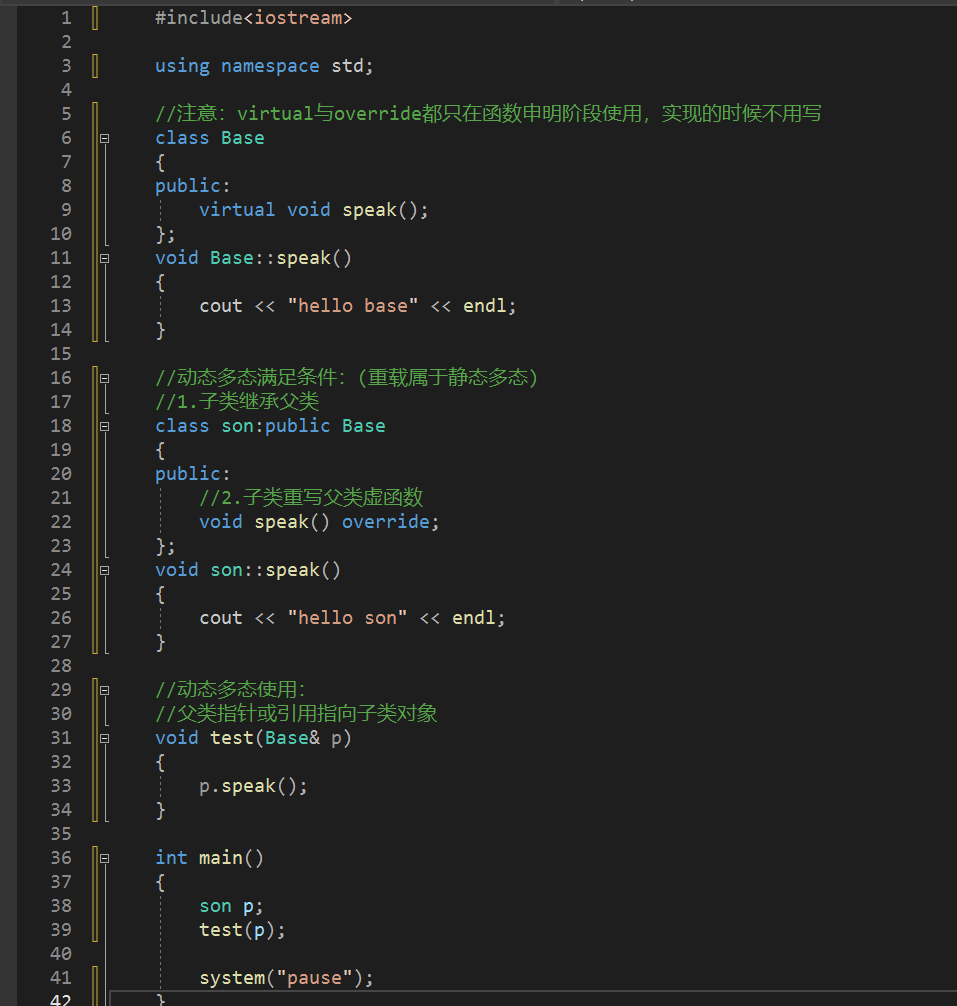 1 #include<iostream>
2
3 using namespace std;
4
5 //注意：virtual与override都只在函数申明阶段使用，实现的时候不用写
6 class Base
7 {
8 public:
9 virtual void speak();
10 };
11 void Base::speak()
12 {
13 cout << "hello base" << endl;
14 }
15
16 //动态多态满足条件：（重载属于静态多态）
17 //1.子类继承父类
18 class son:public Base
19 {
20 public:
21 //2.子类重写父类虚函数
22 void speak() override;
23 };
24 void son::speak()
25 {
26 cout << "hello son" << endl;
27 }
28
29 //动态多态使用：
30 //父类指针或引用指向子类对象
31 void test(Base& p)
32 {
33 p.speak();
34 }
35
36 int main()
37 {
38 son p;
39 test(p);
40
41 system("pause");
42 }